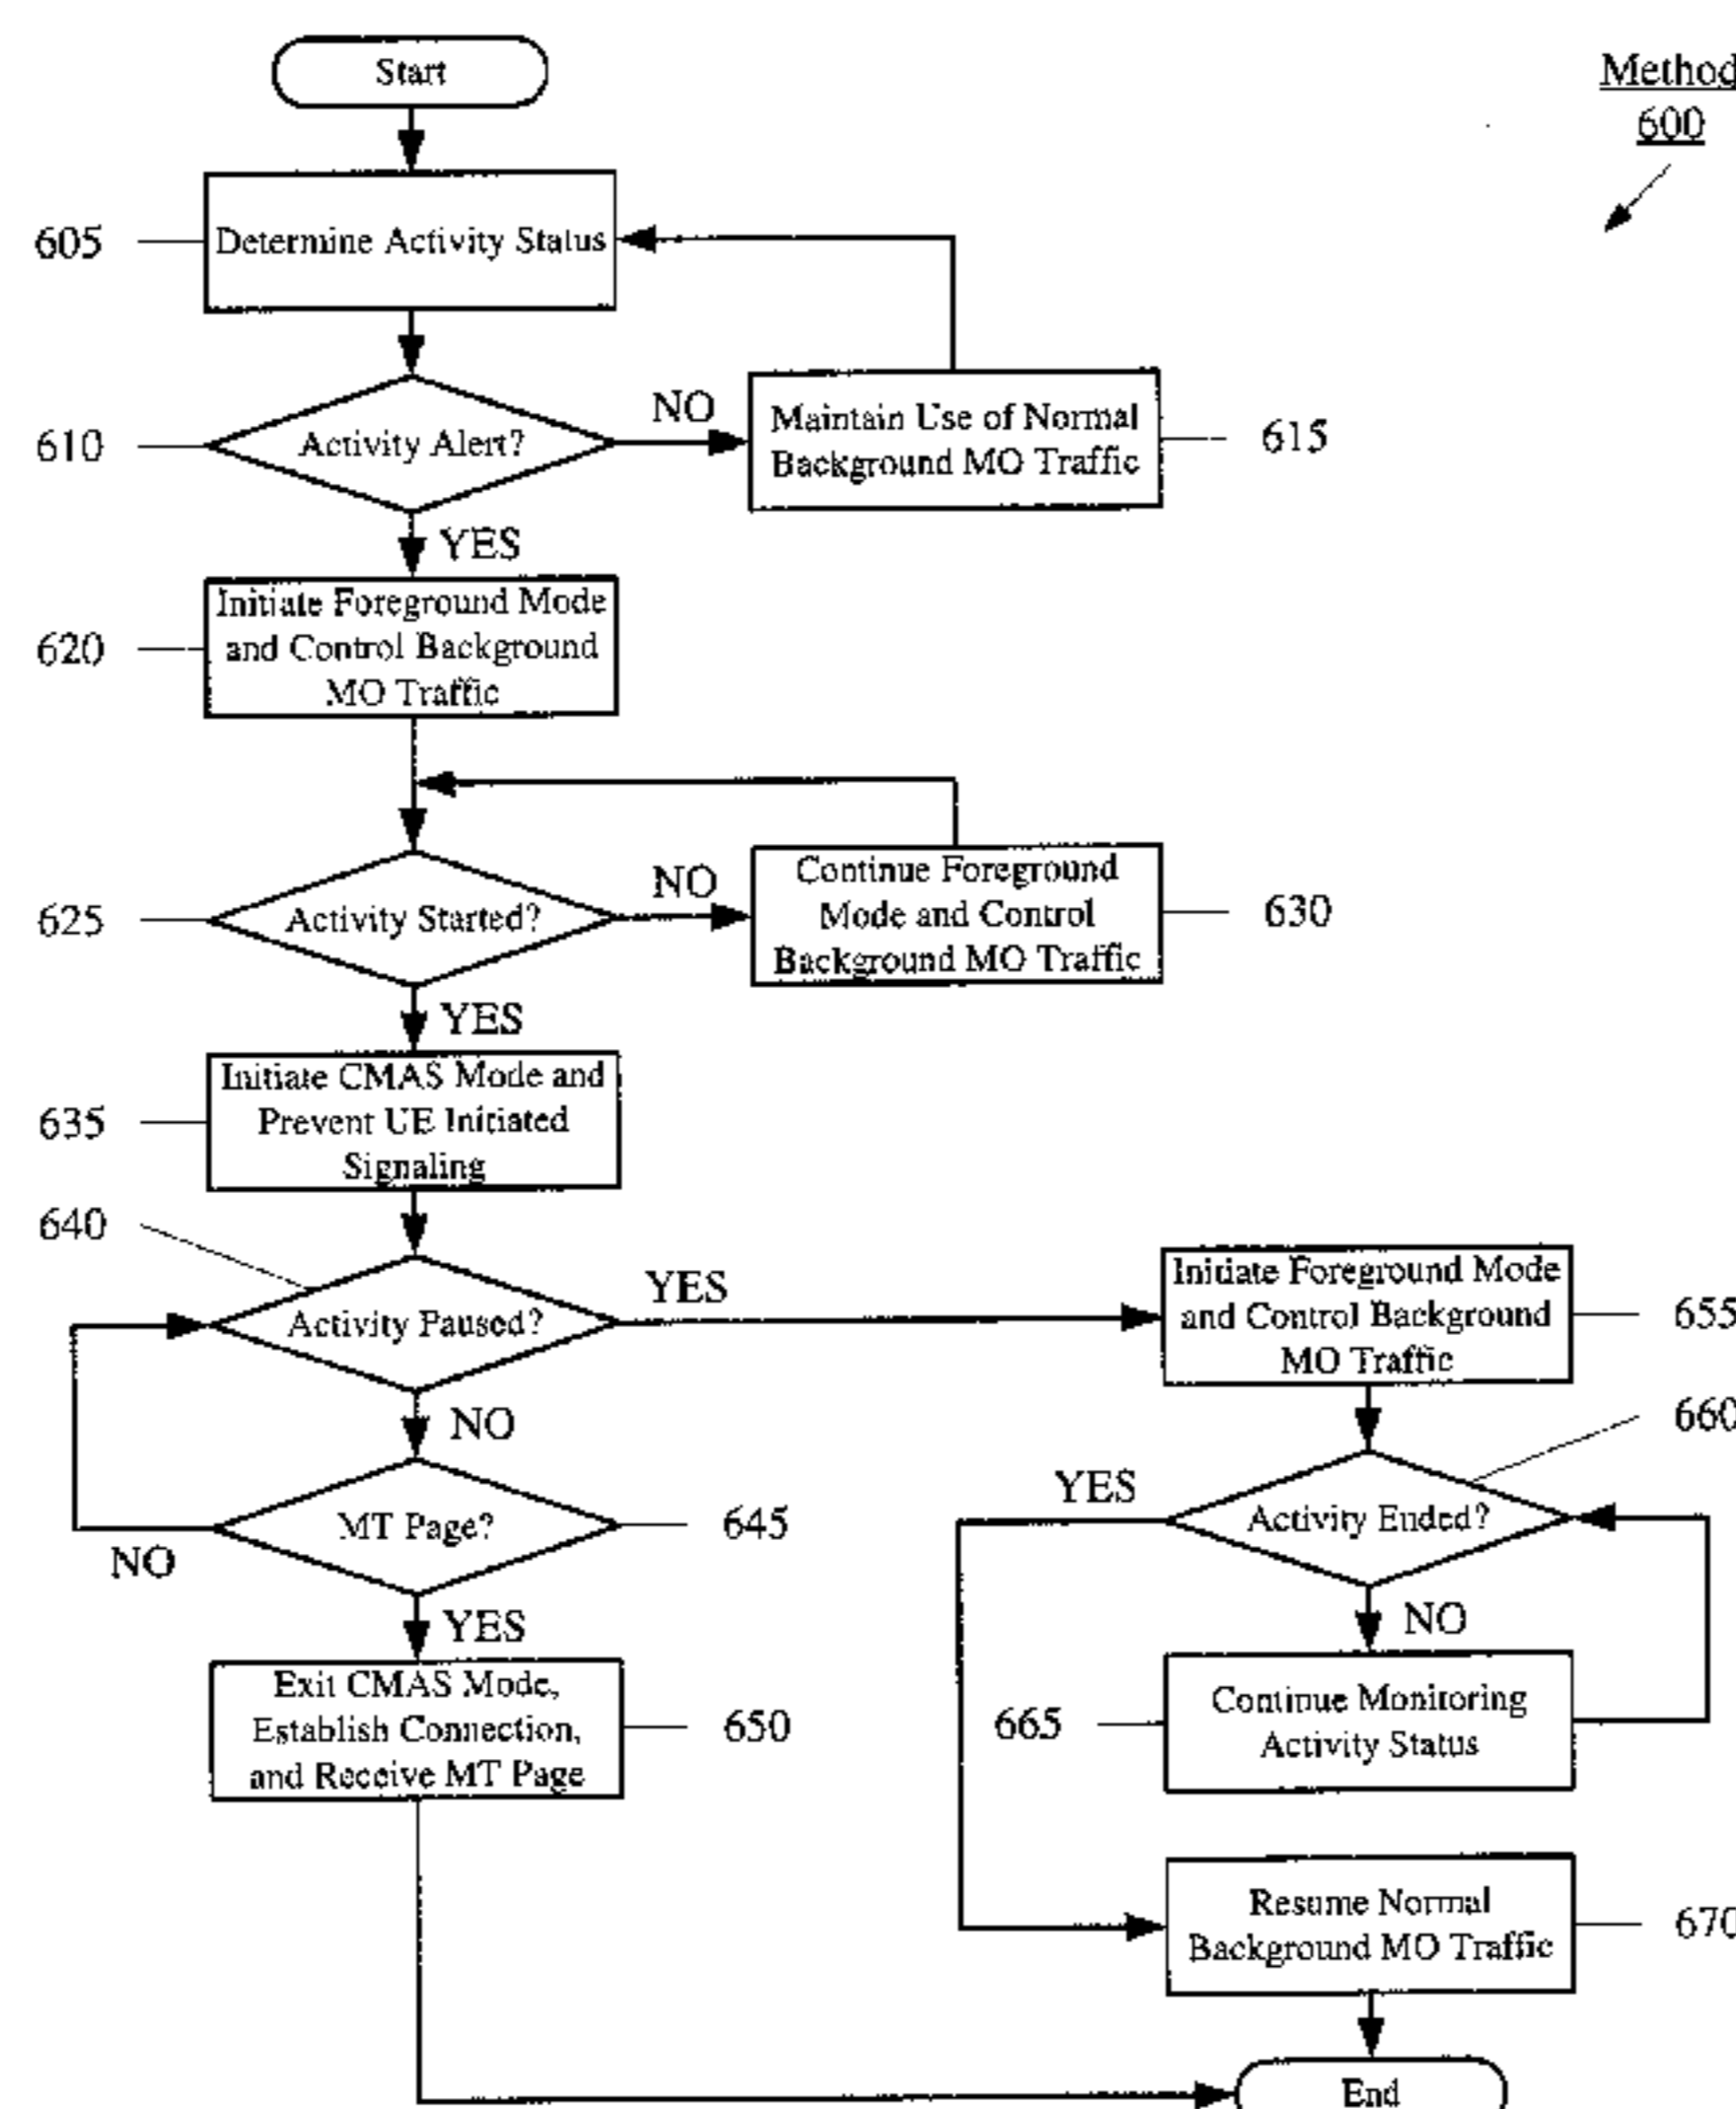 Start
Method
600
605
Determine Activity Status
610
Activity Alert?
NO
Maintain Use of Normal
Background MO Traffic
615
YES
620
Initiate Foreground Mode
and Control Background
MO Traffic
625
Activity Started?
NO
Continue Foreground
Mode and Control
Background MO Traffic
630
YES
635
Initiate CMAS Mode and
Prevent UE Initiated
Signaling
640
Activity Paused?
YES
Initiate Foreground Mode
and Control Background
MO Traffic
655
NO
660
MT Page?
645
NO
YES
Activity Ended?
NO
YES
Exit CMAS Mode,
Establish Connection,
and Receive MT Page
650
665
Continue Monitoring
Activity Status
Resume Normal
Background MO Traffic
670
End